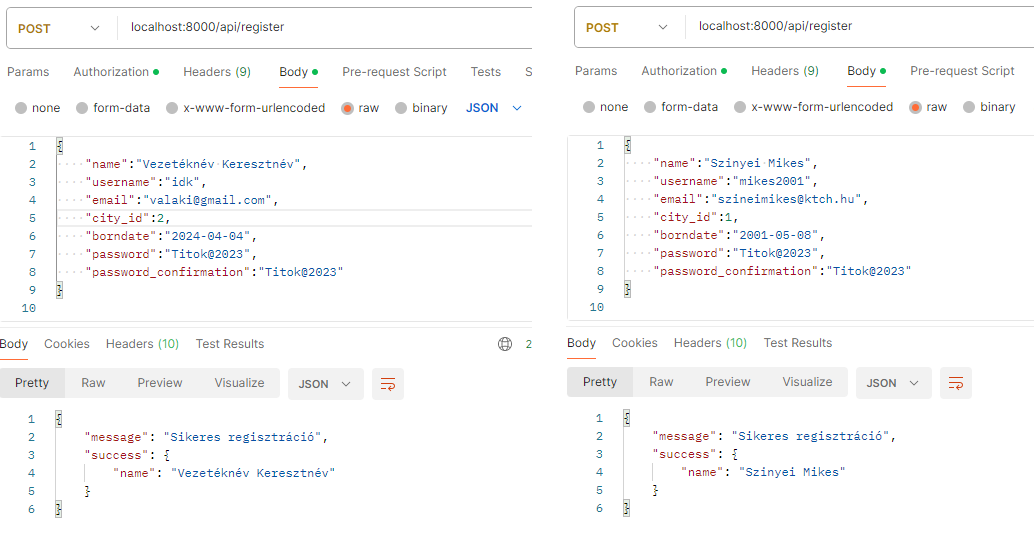 POST
localhost:8000/api/register
Params Authorization Headers (9) Body Pre-request Script Tests S
none form-data x-www-form-urlencoded raw binary JSON
1 {
2 "name":"Vezetéknév Keresztnév",
3 "username":"idk",
4 "email":"valaki@gmail.com",
5 "city_id":2,
6 "borndate":"2024-04-04",
7 "password":"Titok@2023",
8 "password_confirmation":"Titok@2023"
9 }
10
Body Cookies Headers (10) Test Results 2
Pretty Raw Preview Visualize JSON
1 {
2 "message": "Sikeres regisztráció",
3 "success": {
4 "name": "Vezetéknév Keresztnév"
5 }
6 }
POST
localhost:8000/api/register
Params Authorization Headers (9) Body Pre-request Script
none form-data x-www-form-urlencoded raw binary
1 {
2 "name":"Szinyei Mikes",
3 "username":"mikes2001",
4 "email":"szineimikes@ktch.hu",
5 "city_id":1,
6 "borndate":"2001-05-08",
7 "password":"Titok@2023",
8 "password_confirmation":"Titok@2023"
9 }
10
Body Cookies Headers (10) Test Results
Pretty Raw Preview Visualize JSON
1 {
2 "message": "Sikeres regisztráció",
3 "success": {
4 "name": "Szinyei Mikes"
5 }
6 }